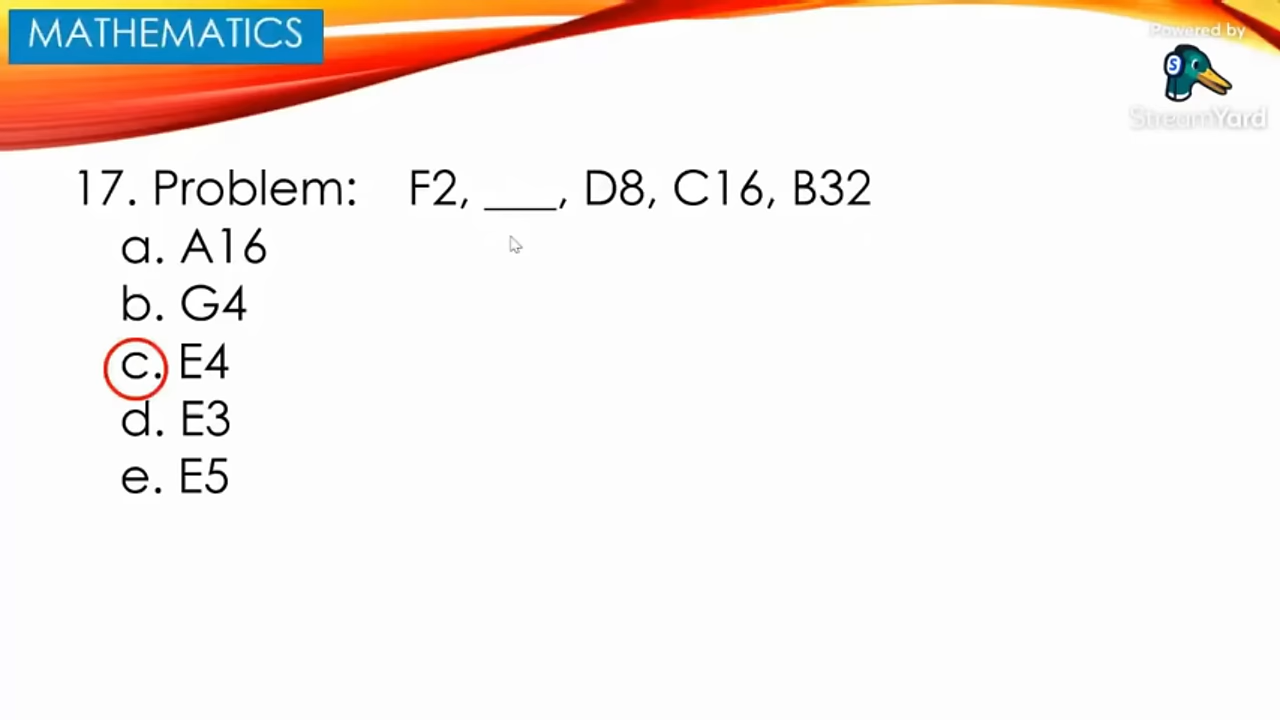 MATHEMATICS
Powered by
StreamYard
17. Problem: F2, ___, D8, C16, B32
a. A16
b. G4
c. E4
d. E3
e. E5